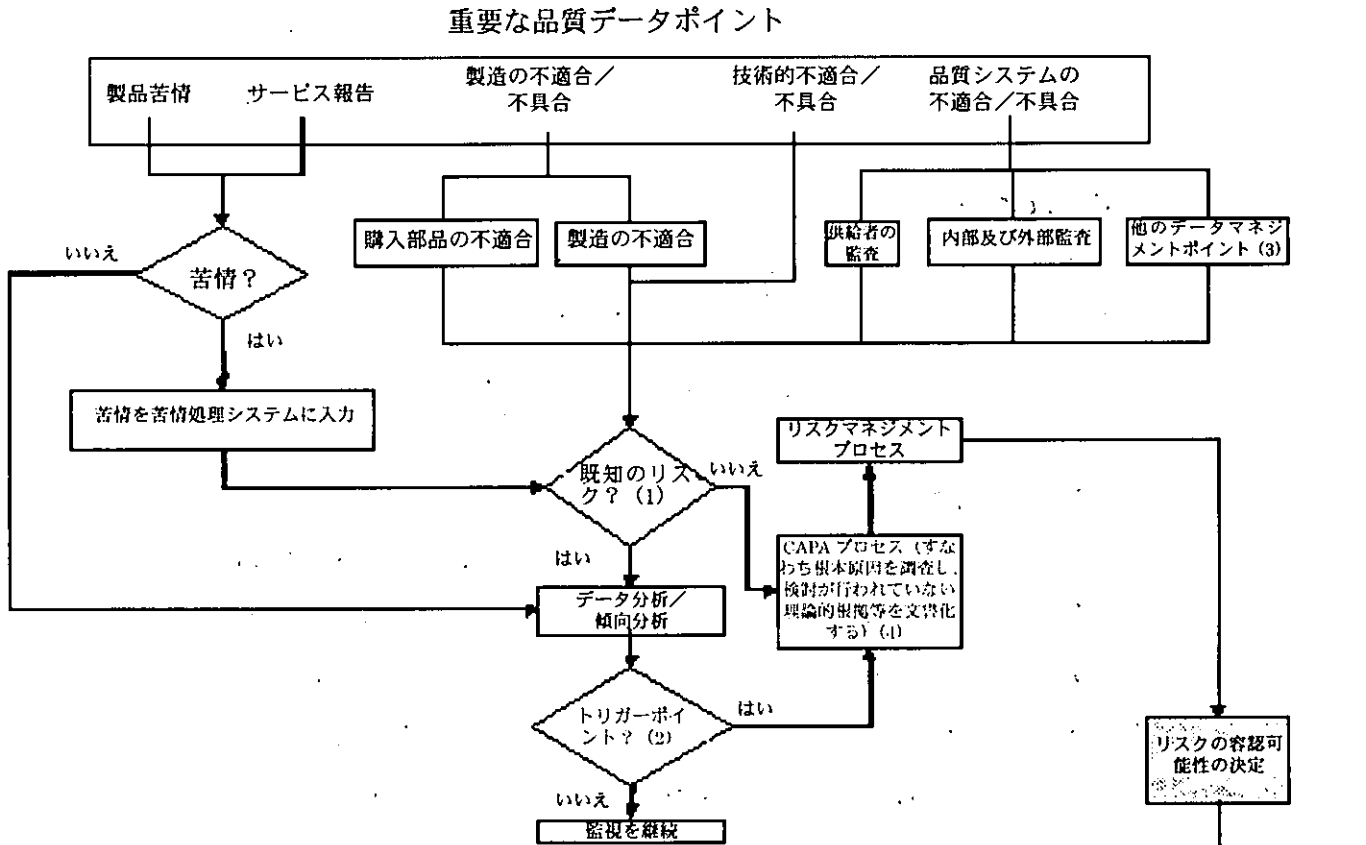 重要な品質データポイント
製品苦情
サービス報告
製造の不適合／
不具合
技術的不適合／
不具合
品質システムの
不適合／不具合
購入部品の不適合
製造の不適合
供給者の
監査
内部及び外部監査
他のデータマネジ
メントポイント (3)
いいえ
苦情？
はい
苦情を苦情処理システムに入力
既知のリス
ク？ (1)
いいえ
リスクマネジメント
プロセス
はい
CAPA プロセス (すな
わち根本原因を調査し、
検討が行われていない
理論的根拠等を文書化
する) (4)
データ分析／
傾向分析
トリガーポイ
ント？ (2)
はい
リスクの容認可
能性の決定
いいえ
監視を継続